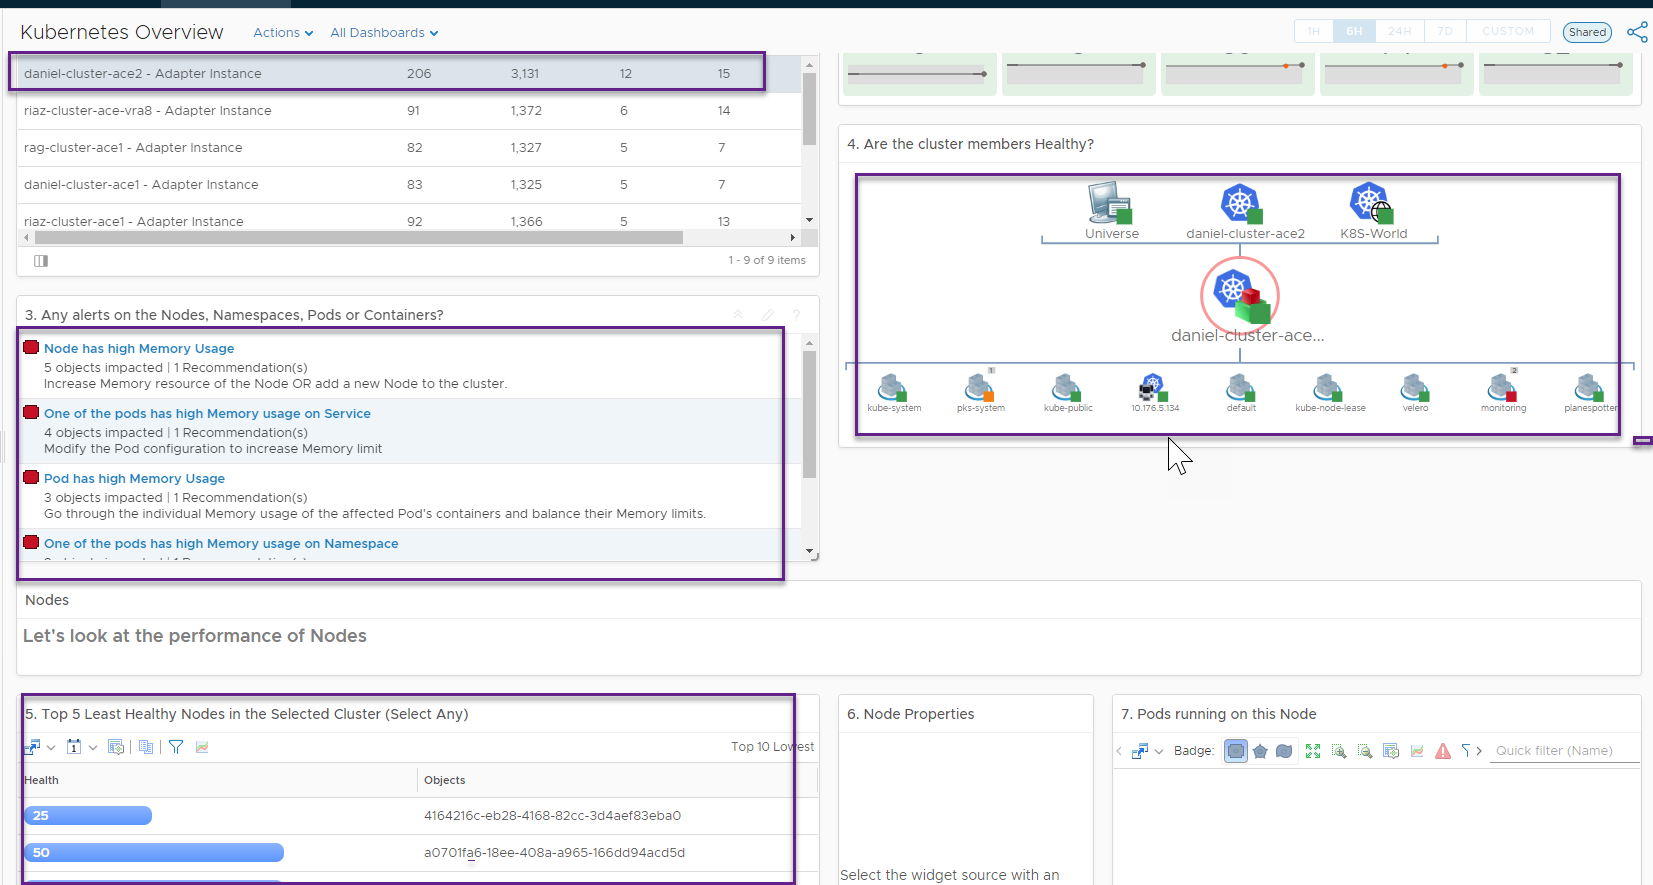 Kubernetes Overview Actions All Dashboards 1H 6H 24H 7D CUSTOM Shared
daniel-cluster-ace2 - Adapter Instance 206 3,131 12 15
riaz-cluster-ace-vra8 - Adapter Instance 91 1,372 6 14
rag-cluster-ace1 - Adapter Instance 82 1,327 5 7
daniel-cluster-ace1 - Adapter Instance 83 1,325 5 7
riaz-cluster-ace1 - Adapter Instance 92 1,366 5 13
1 - 9 of 9 items
3. Any alerts on the Nodes, Namespaces, Pods or Containers? ?
Node has high Memory Usage
5 objects impacted | 1 Recommendation(s)
Increase Memory resource of the Node OR add a new Node to the cluster.
One of the pods has high Memory usage on Service
4 objects impacted | 1 Recommendation(s)
Modify the Pod configuration to increase Memory limit
Pod has high Memory Usage
3 objects impacted | 1 Recommendation(s)
Go through the individual Memory usage of the affected Pod's containers and balance their Memory limits.
One of the pods has high Memory usage on Namespace
4. Are the cluster members Healthy?
Universe daniel-cluster-ace2 K8S-World
daniel-cluster-ace...
1 2
kube-system pks-system kube-public 10.176.5.134 default kube-node-lease velero monitoring planespotter
Nodes
Let's look at the performance of Nodes
5. Top 5 Least Healthy Nodes in the Selected Cluster (Select Any)
1 Top 10 Lowest
Health Objects
25 4164216c-eb28-4168-82cc-3d4aef83eba0
50 a0701fa6-18ee-408a-a965-166dd94acd5d
6. Node Properties
Select the widget source with an
7. Pods running on this Node
Badge: Quick filter (Name)